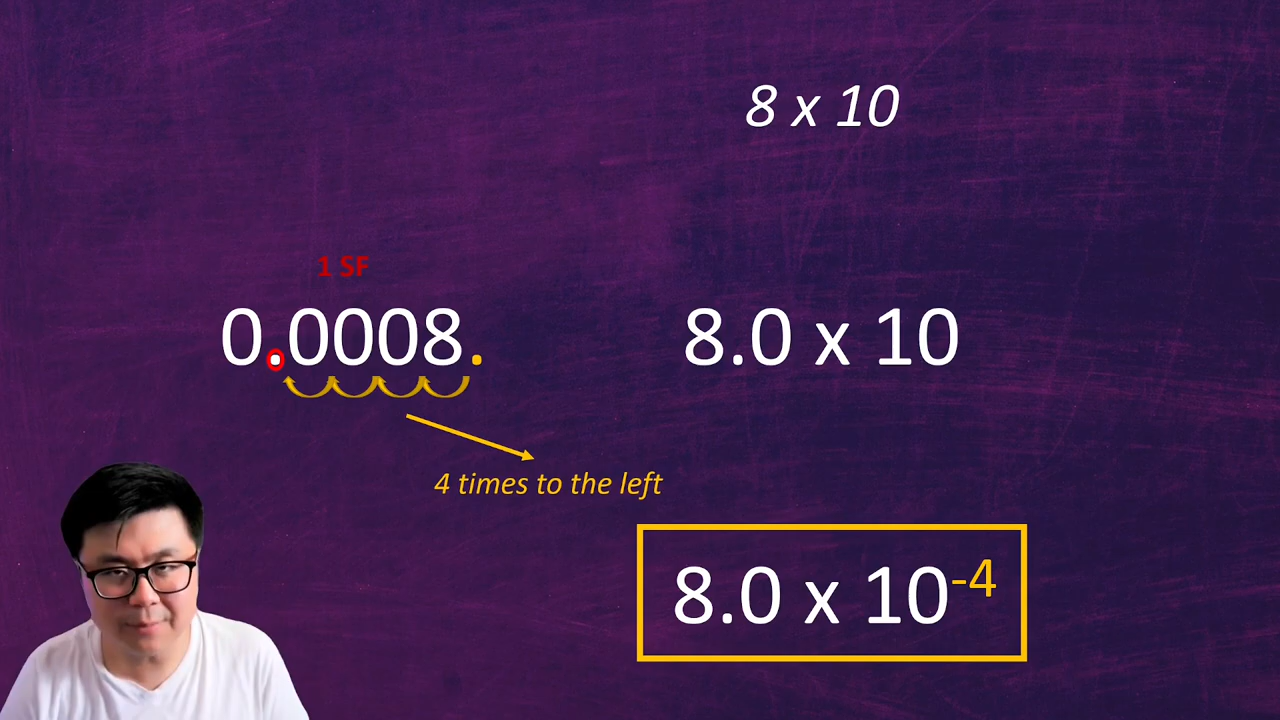 8 x 10
1 SF
0.0008.
8.0 x 10
4 times to the left
8.0 x 10⁻⁴